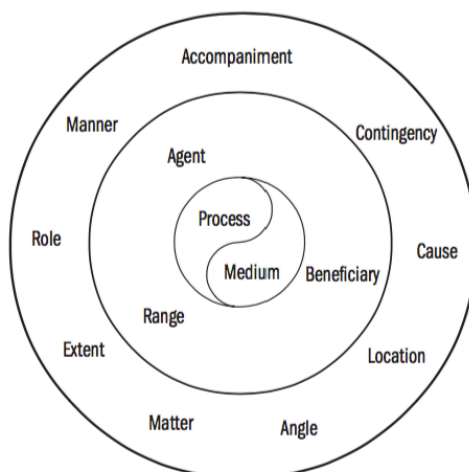 Accompaniment
Manner
Contingency
Agent
Process
Role
Cause
Medium
Beneficiary
Range
Extent
Location
Matter
Angle